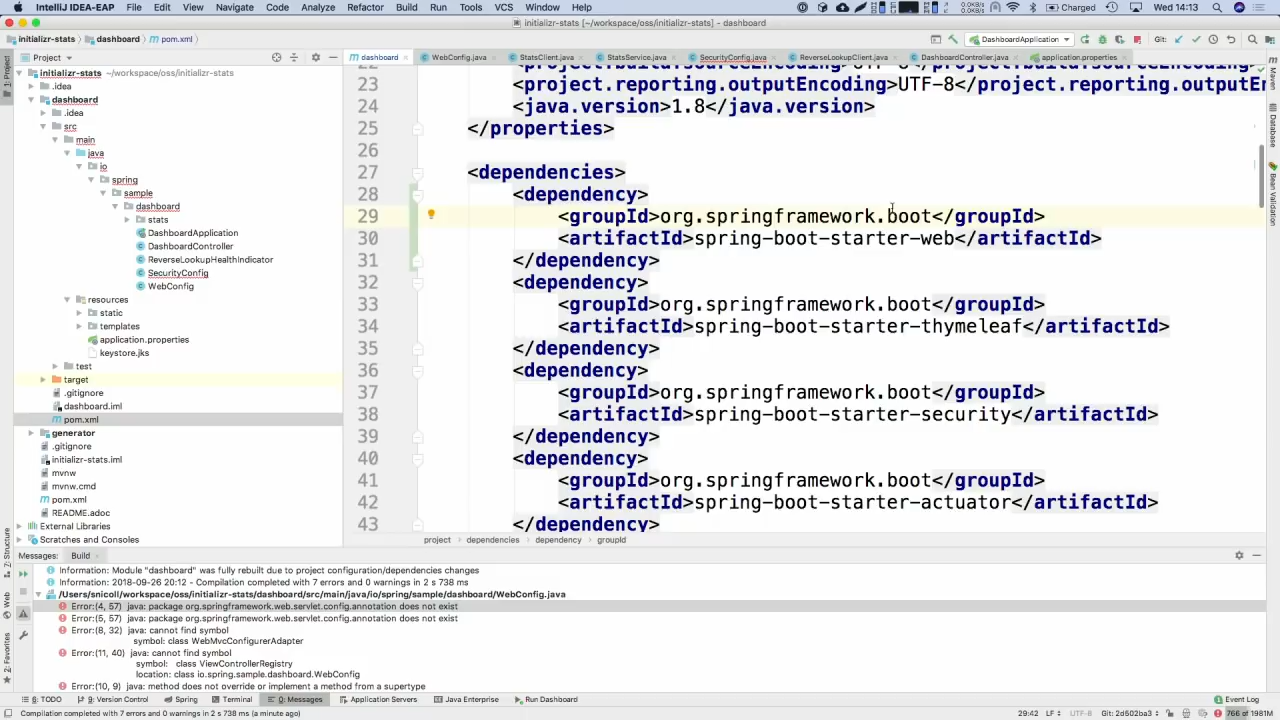 IntelliJ IDEA-EAP File Edit View Navigate Code Analyze Refactor Build Run Tools VCS Window Help Charged Wed 14:13
initializr-stats [~/workspace/oss/initializr-stats] - dashboard
initializr-stats dashboard pom.xml DashboardApplication Git:
Project dashboard WebConfig.java StatsClient.java StatsService.java SecurityConfig.java ReverseLookupClient.java DashboardController.java application.properties
1: Project
initializr-stats ~/workspace/oss/initializr-stats
.idea
dashboard
.idea
src
main
java
io
spring
sample
dashboard
stats
DashboardApplication
DashboardController
ReverseLookupHealthIndicator
SecurityConfig
WebConfig
resources
static
templates
application.properties
keystore.jks
test
target
.gitignore
dashboard.iml
pom.xml
generator
.gitignore
initializr-stats.iml
mvnw
mvnw.cmd
pom.xml
README.adoc
External Libraries
Scratches and Consoles
23 <project.reporting.outputEncoding>UTF-8</project.reporting.outputEn
24 <java.version>1.8</java.version>
25 </properties>
26
27 <dependencies>
28 <dependency>
29 <groupId>org.springframework.boot</groupId>
30 <artifactId>spring-boot-starter-web</artifactId>
31 </dependency>
32 <dependency>
33 <groupId>org.springframework.boot</groupId>
34 <artifactId>spring-boot-starter-thymeleaf</artifactId>
35 </dependency>
36 <dependency>
37 <groupId>org.springframework.boot</groupId>
38 <artifactId>spring-boot-starter-security</artifactId>
39 </dependency>
40 <dependency>
41 <groupId>org.springframework.boot</groupId>
42 <artifactId>spring-boot-starter-actuator</artifactId>
43 </dependency>
project dependencies dependency groupId
Maven
Database
Bean Validation
Z: Structure
Web
2: Favorites
Messages: Build
Information: Module "dashboard" was fully rebuilt due to project configuration/dependencies changes
Information: 2018-09-26 20:12 - Compilation completed with 7 errors and 0 warnings in 2 s 738 ms
/Users/snicoll/workspace/oss/initializr-stats/dashboard/src/main/java/io/spring/sample/dashboard/WebConfig.java
Error:(4, 57) java: package org.springframework.web.servlet.config.annotation does not exist
Error:(5, 57) java: package org.springframework.web.servlet.config.annotation does not exist
Error:(8, 32) java: cannot find symbol
symbol: class WebMvcConfigurerAdapter
Error:(11, 40) java: cannot find symbol
symbol: class ViewControllerRegistry
location: class io.spring.sample.dashboard.WebConfig
Error:(10, 9) java: method does not override or implement a method from a supertype
6: TODO 9: Version Control Spring Terminal 0: Messages Application Servers Java Enterprise Run Dashboard Event Log
Compilation completed with 7 errors and 0 warnings in 2 s 738 ms (a minute ago) 29:42 LF UTF-8 Git: 2d502ba3 766 of 1981M